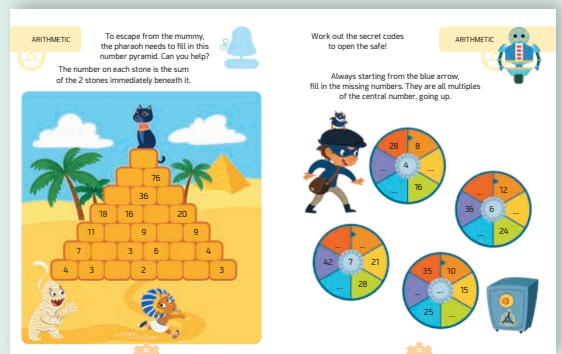 ARITHMETIC
To escape from the mummy,
the pharaoh needs to fill in this
number pyramid. Can you help?
The number on each stone is the sum
of the 2 stones immediately beneath it.
76
36
18 16 20
11 9 9
7 3 6 4
4 3 2 3
Work out the secret codes
to open the safe!
ARITHMETIC
Always starting from the blue arrow,
fill in the missing numbers. They are all multiples
of the central number, going up.
28 8
... 4 ...
... 16
... 12
36 6 ...
... 24
... ...
42 7 21
... 28
35 10
... ... 15
25 ...